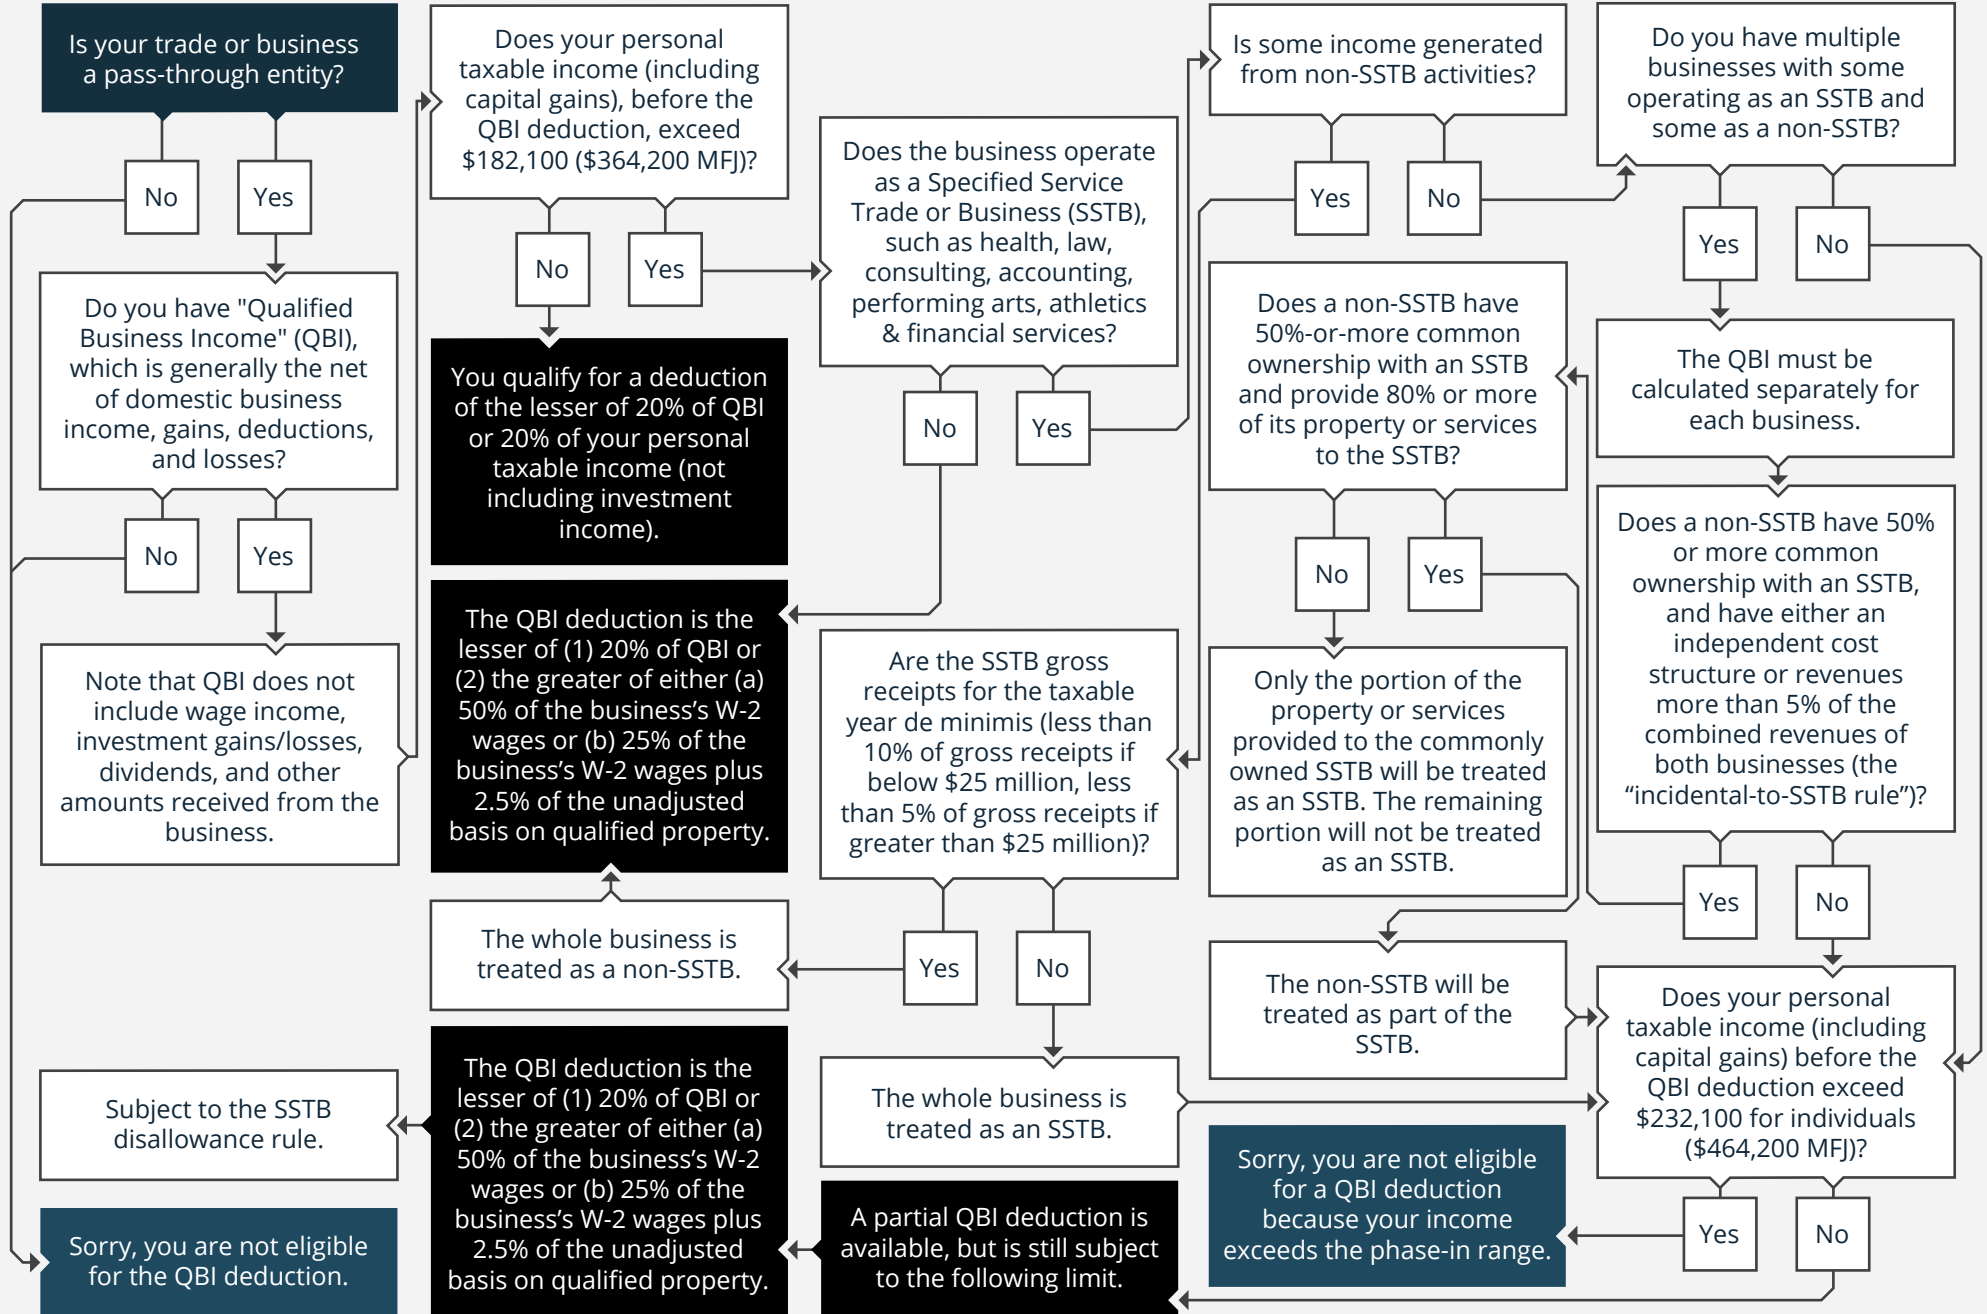 Is your trade or business
a pass-through entity?
No
Yes
Do you have "Qualified
Business Income" (QBI),
which is generally the net
of domestic business
income, gains, deductions,
and losses?
No
Yes
Note that QBI does not
include wage income,
investment gains/losses,
dividends, and other
amounts received from the
business.
Subject to the SSTB
disallowance rule.
Sorry, you are not eligible
for the QBI deduction.
Does your personal
taxable income (including
capital gains), before the
QBI deduction, exceed
$182,100 ($364,200 MFJ)?
No
Yes
You qualify for a deduction
of the lesser of 20% of QBI
or 20% of your personal
taxable income (not
including investment
income).
The QBI deduction is the
lesser of (1) 20% of QBI or
(2) the greater of either (a)
50% of the business’s W-2
wages or (b) 25% of the
business’s W-2 wages plus
2.5% of the unadjusted
basis on qualified property.
The whole business is
treated as a non-SSTB.
The QBI deduction is the
lesser of (1) 20% of QBI or
(2) the greater of either (a)
50% of the business’s W-2
wages or (b) 25% of the
business’s W-2 wages plus
2.5% of the unadjusted
basis on qualified property.
Does the business operate
as a Specified Service
Trade or Business (SSTB),
such as health, law,
consulting, accounting,
performing arts, athletics
& financial services?
No
Yes
Are the SSTB gross
receipts for the taxable
year de minimis (less than
10% of gross receipts if
below $25 million, less
than 5% of gross receipts if
greater than $25 million)?
Yes
No
The whole business is
treated as an SSTB.
A partial QBI deduction is
available, but is still subject
to the following limit.
Is some income generated
from non-SSTB activities?
Yes
No
Does a non-SSTB have
50%-or-more common
ownership with an SSTB
and provide 80% or more
of its property or services
to the SSTB?
No
Yes
Only the portion of the
property or services
provided to the commonly
owned SSTB will be treated
as an SSTB. The remaining
portion will not be treated
as an SSTB.
The non-SSTB will be
treated as part of the
SSTB.
Sorry, you are not eligible
for a QBI deduction
because your income
exceeds the phase-in range.
Do you have multiple
businesses with some
operating as an SSTB and
some as a non-SSTB?
Yes
No
The QBI must be
calculated separately for
each business.
Does a non-SSTB have 50%
or more common
ownership with an SSTB,
and have either an
independent cost
structure or revenues
more than 5% of the
combined revenues of
both businesses (the
“incidental-to-SSTB rule”)?
Yes
No
Does your personal
taxable income (including
capital gains) before the
QBI deduction exceed
$232,100 for individuals
($464,200 MFJ)?
Yes
No